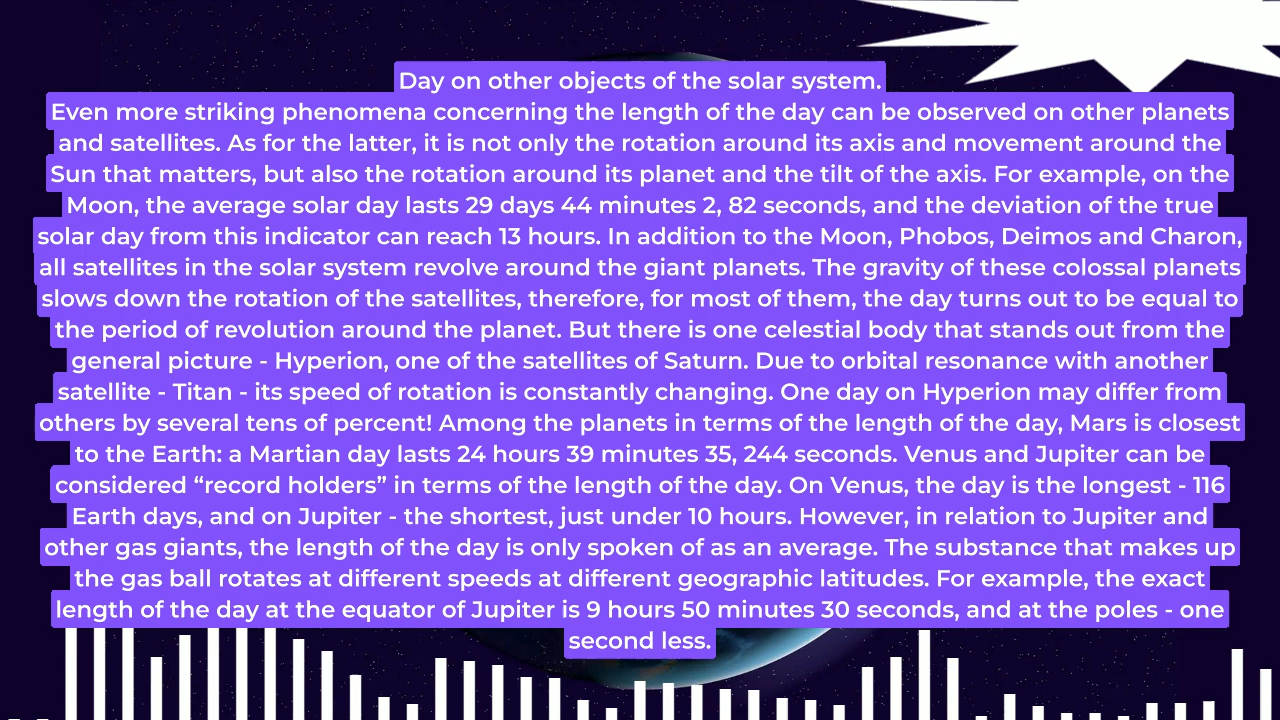 Day on other objects of the solar system.
Even more striking phenomena concerning the length of the day can be observed on other planets
and satellites. As for the latter, it is not only the rotation around its axis and movement around the
Sun that matters, but also the rotation around its planet and the tilt of the axis. For example, on the
Moon, the average solar day lasts 29 days 44 minutes 2, 82 seconds, and the deviation of the true
solar day from this indicator can reach 13 hours. In addition to the Moon, Phobos, Deimos and Charon,
all satellites in the solar system revolve around the giant planets. The gravity of these colossal planets
slows down the rotation of the satellites, therefore, for most of them, the day turns out to be equal to
the period of revolution around the planet. But there is one celestial body that stands out from the
general picture - Hyperion, one of the satellites of Saturn. Due to orbital resonance with another
satellite - Titan - its speed of rotation is constantly changing. One day on Hyperion may differ from
others by several tens of percent! Among the planets in terms of the length of the day, Mars is closest
to the Earth: a Martian day lasts 24 hours 39 minutes 35, 244 seconds. Venus and Jupiter can be
considered “record holders” in terms of the length of the day. On Venus, the day is the longest - 116
Earth days, and on Jupiter - the shortest, just under 10 hours. However, in relation to Jupiter and
other gas giants, the length of the day is only spoken of as an average. The substance that makes up
the gas ball rotates at different speeds at different geographic latitudes. For example, the exact
length of the day at the equator of Jupiter is 9 hours 50 minutes 30 seconds, and at the poles - one
second less.